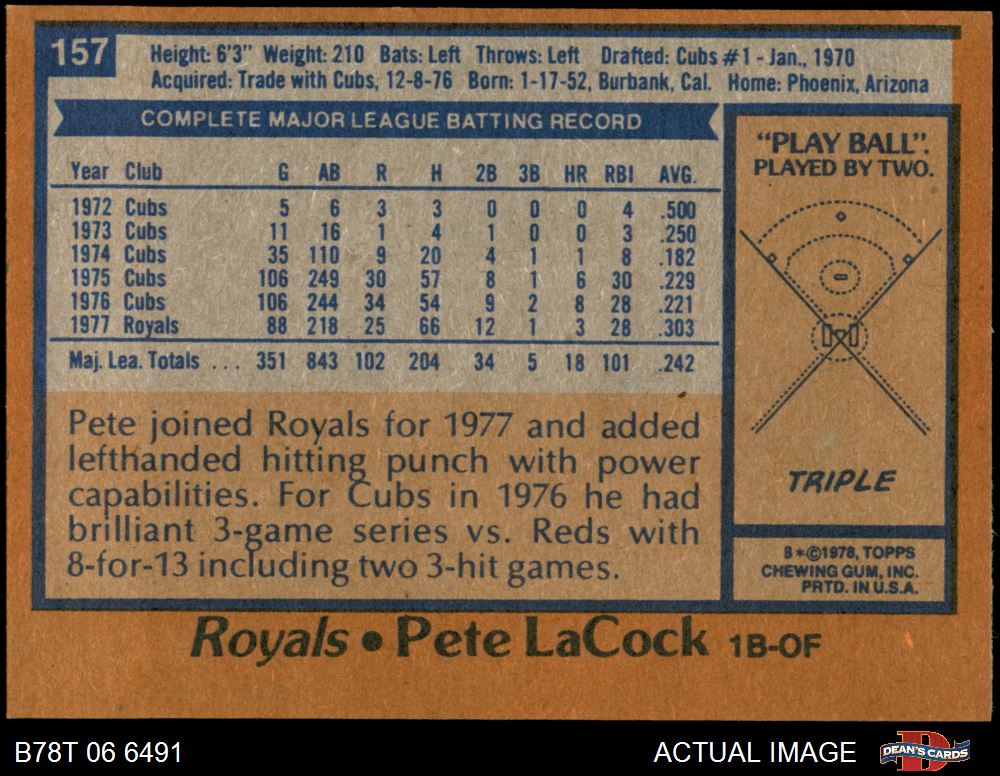 157
Height: 6'3" Weight: 210 Bats: Left Throws: Left Drafted: Cubs #1 - Jan., 1970
Acquired: Trade with Cubs, 12-8-76 Born: 1-17-52, Burbank, Cal. Home: Phoenix, Arizona
COMPLETE MAJOR LEAGUE BATTING RECORD
Year Club G AB R H 2B 3B HR RBI AVG.
1972 Cubs 5 6 3 3 0 0 0 4 .500
1973 Cubs 11 16 1 4 1 0 0 3 .250
1974 Cubs 35 110 9 20 4 1 1 8 .182
1975 Cubs 106 249 30 57 8 1 6 30 .229
1976 Cubs 106 244 34 54 9 2 8 28 .221
1977 Royals 88 218 25 66 12 1 3 28 .303
Maj. Lea. Totals ... 351 843 102 204 34 5 18 101 .242
Pete joined Royals for 1977 and added
lefthanded hitting punch with power
capabilities. For Cubs in 1976 he had
brilliant 3-game series vs. Reds with
8-for-13 including two 3-hit games.
"PLAY BALL".
PLAYED BY TWO.
TRIPLE
B*©1978, TOPPS
CHEWING GUM, INC.
PRTD. IN U.S.A.
Royals • Pete LaCock 1B-OF
B78T 06 6491
ACTUAL IMAGE
DEAN'S CARDS